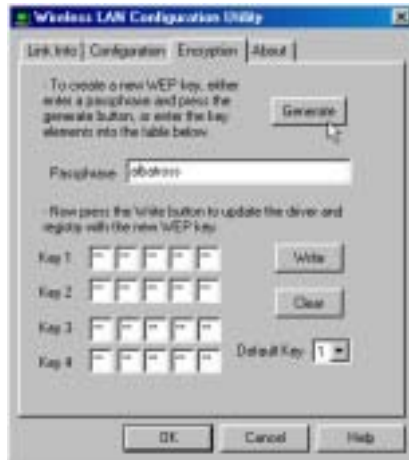 Wireless LAN Configuration Utility
Link Info Configuration Encryption About
- To create a new WEP key, either
enter a passphrase and press the
generate button, or enter the key
elements into the table below.
Generate
Passphrase albatross
- Now press the Write button to update the driver and
registry with the new WEP key.
Key 1 ** ** ** ** ** Write
Key 2 ** ** ** ** ** Clear
Key 3 ** ** ** ** **
Key 4 ** ** ** ** ** Default Key 1
OK Cancel Help